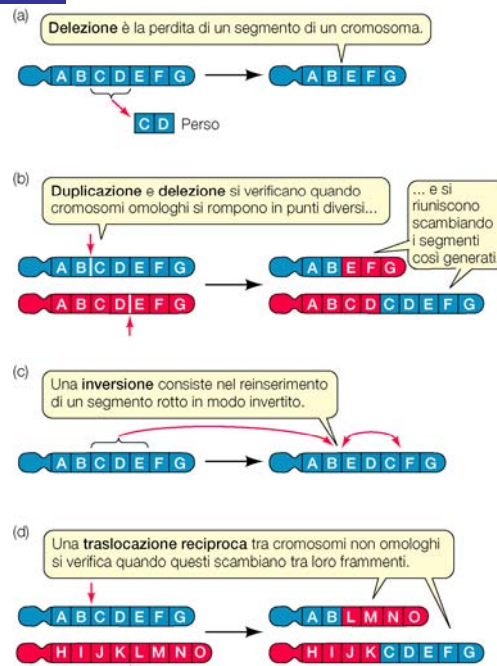 (a)
Delezione è la perdita di un segmento di un cromosoma.
A B C D E F G
A B E F G
C D Perso
(b)
Duplicazione e delezione si verificano quando
cromosomi omologhi si rompono in punti diversi...
... e si
riuniscono
scambiando
i segmenti
così generati.
A B C D E F G
A B E F G
A B C D E F G
A B C D C D E F G
(c)
Una inversione consiste nel reinserimento
di un segmento rotto in modo invertito.
A B C D E F G
A B E D C F G
(d)
Una traslocazione reciproca tra cromosomi non omologhi
si verifica quando questi scambiano tra loro frammenti.
A B C D E F G
A B L M N O
H I J K L M N O
H I J K C D E F G